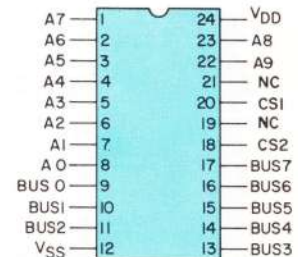 A7 1 24 VDD
A6 2 23 A8
A5 3 22 A9
A4 4 21 NC
A3 5 20 CS1
A2 6 19 NC
A1 7 18 CS2
A0 8 17 BUS7
BUS 0 9 16 BUS6
BUS1 10 15 BUS5
BUS2 11 14 BUS4
VSS 12 13 BUS3